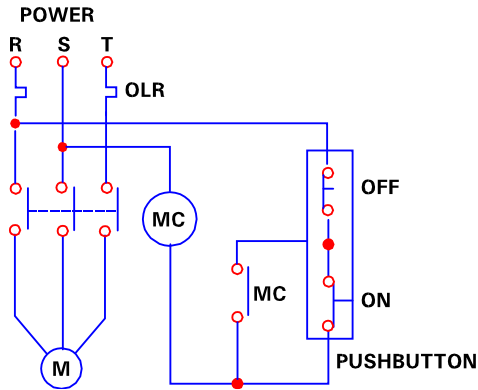 POWER
R S T
OLR
OFF
MC
MC
ON
PUSHBUTTON
M